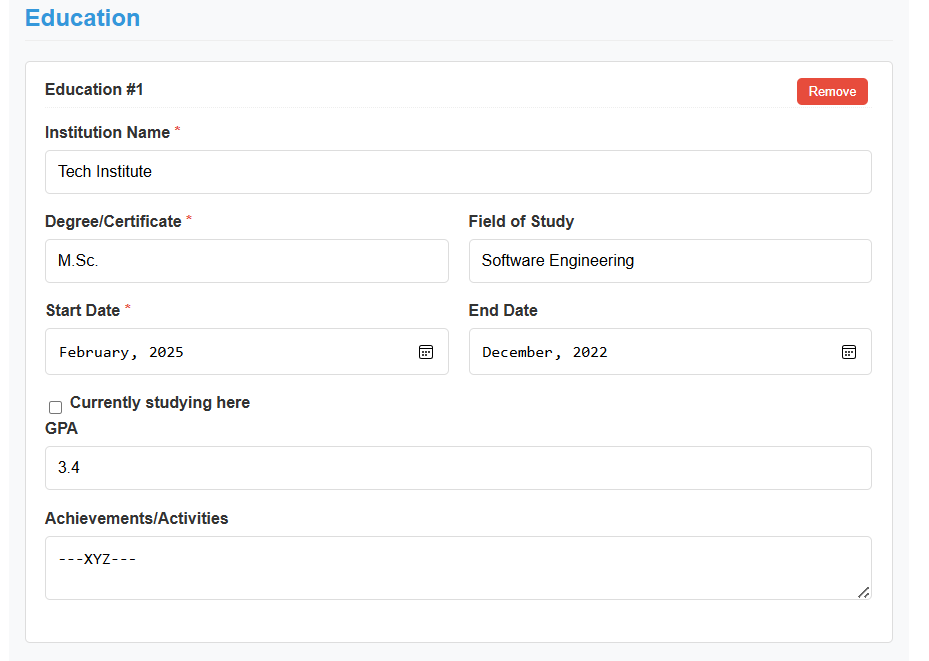 Education
Education #1 Remove
Institution Name *
Tech Institute
Degree/Certificate * Field of Study
M.Sc. Software Engineering
Start Date * End Date
February, 2025 December, 2022
Currently studying here
GPA
3.4
Achievements/Activities
---XYZ---